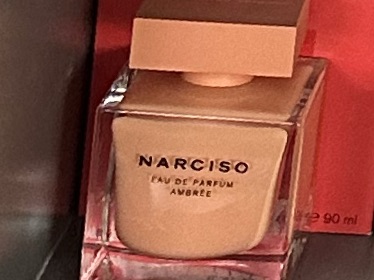 NARCISO
EAU DE PARFUM
AMBRÉE
90 ml